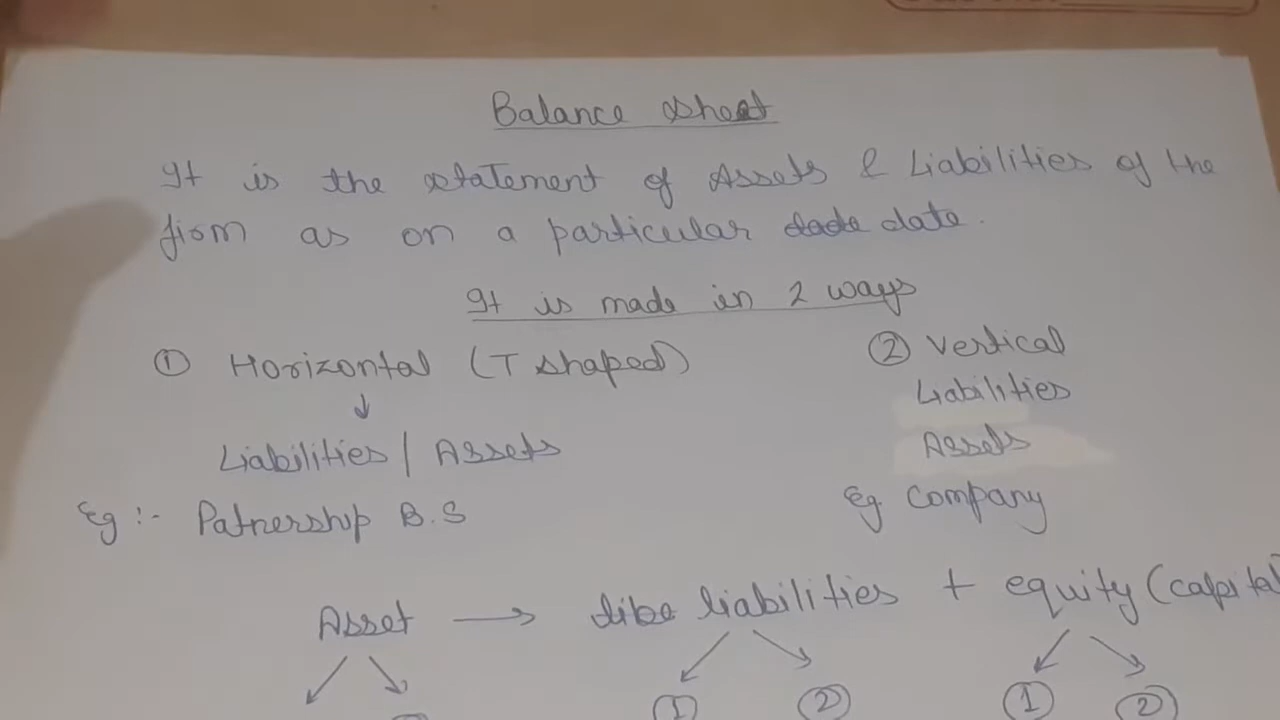 Balance sheet
It is the statement of Assets & Liabilities of the
firm as on a particular date.
It is made in 2 ways
① Horizontal (T shaped)
↓
Liabilities | Assets
Eg :- Patnership B.S
② Vertical
Liabilities
Assets
Eg. Company
Asset → liabilities + equity (capital
① ② ① ②